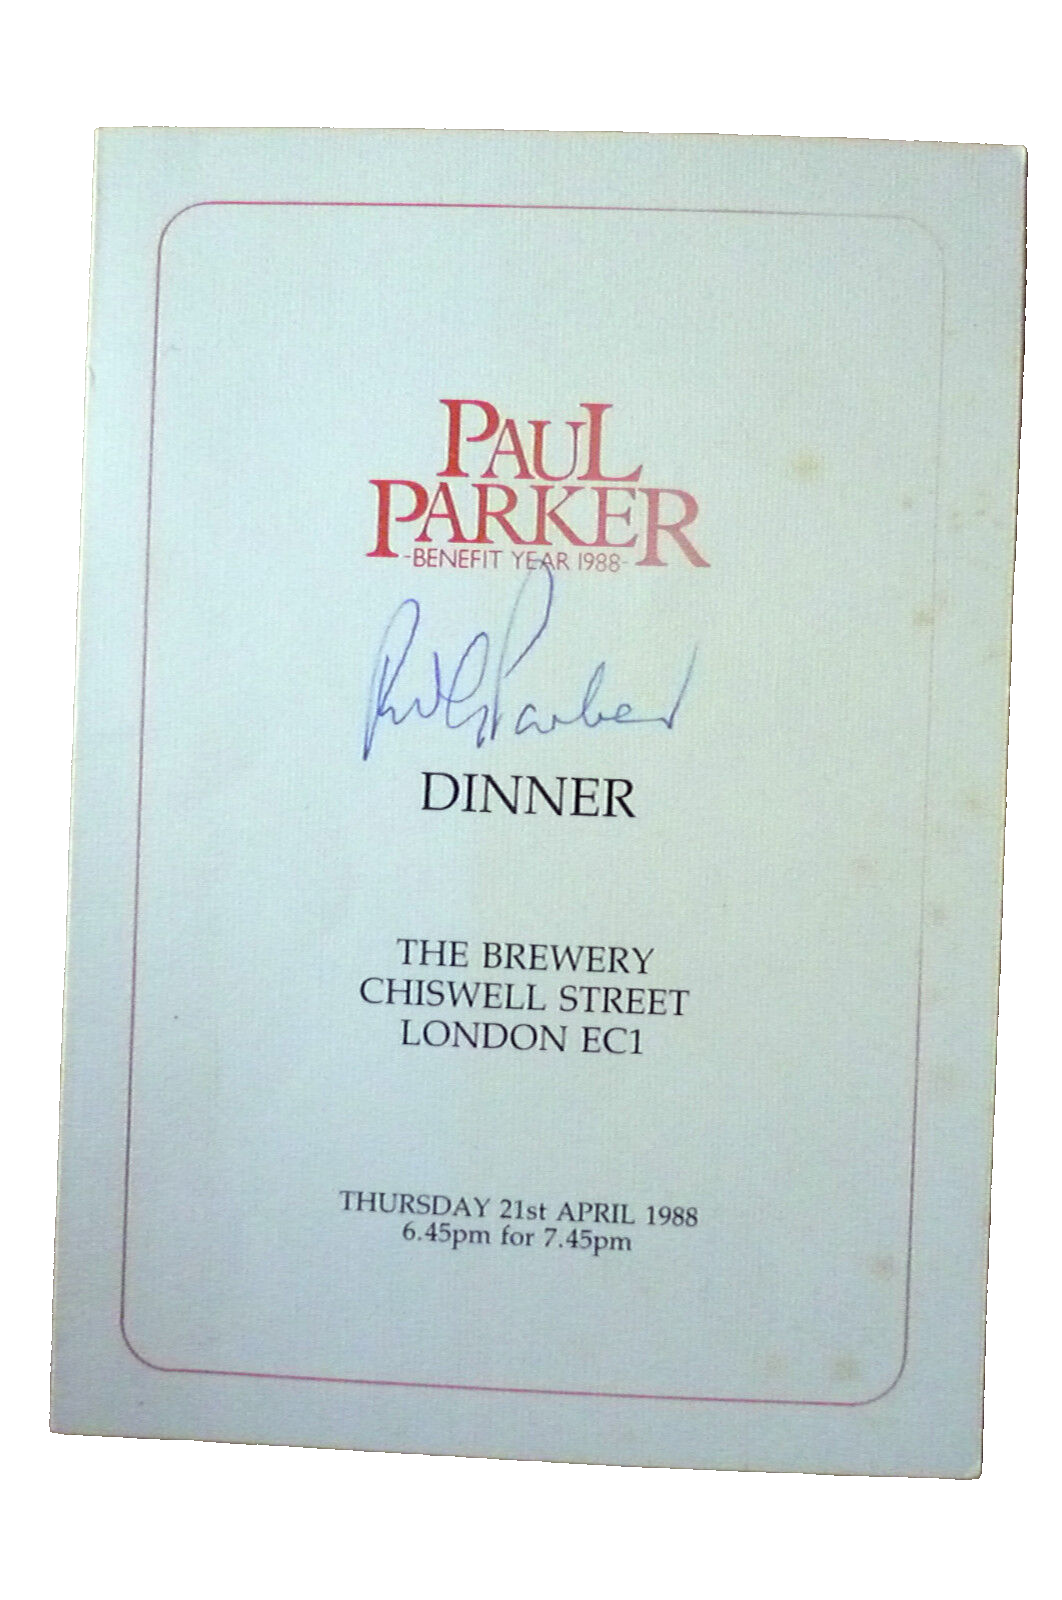 PAUL
PARKER
-BENEFIT YEAR 1988-
DINNER
THE BREWERY
CHISWELL STREET
LONDON EC1
THURSDAY 21st APRIL 1988
6.45pm for 7.45pm